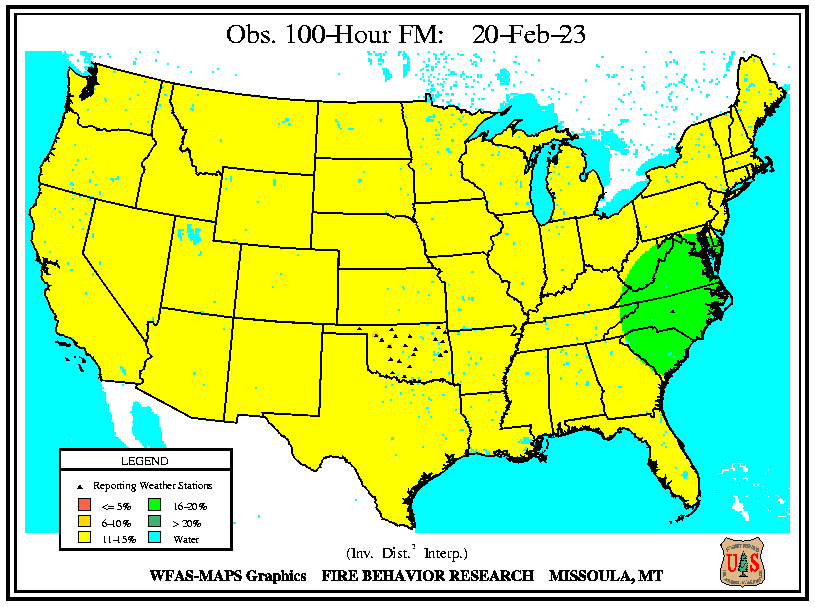 Obs. 100-Hour FM: 20-Feb-23
LEGEND
Reporting Weather Stations
<= 5% 16-20%
6-10% > 20%
11-15% Water
(Inv. Dist.² Interp.)
WFAS-MAPS Graphics FIRE BEHAVIOR RESEARCH MISSOULA, MT
U S